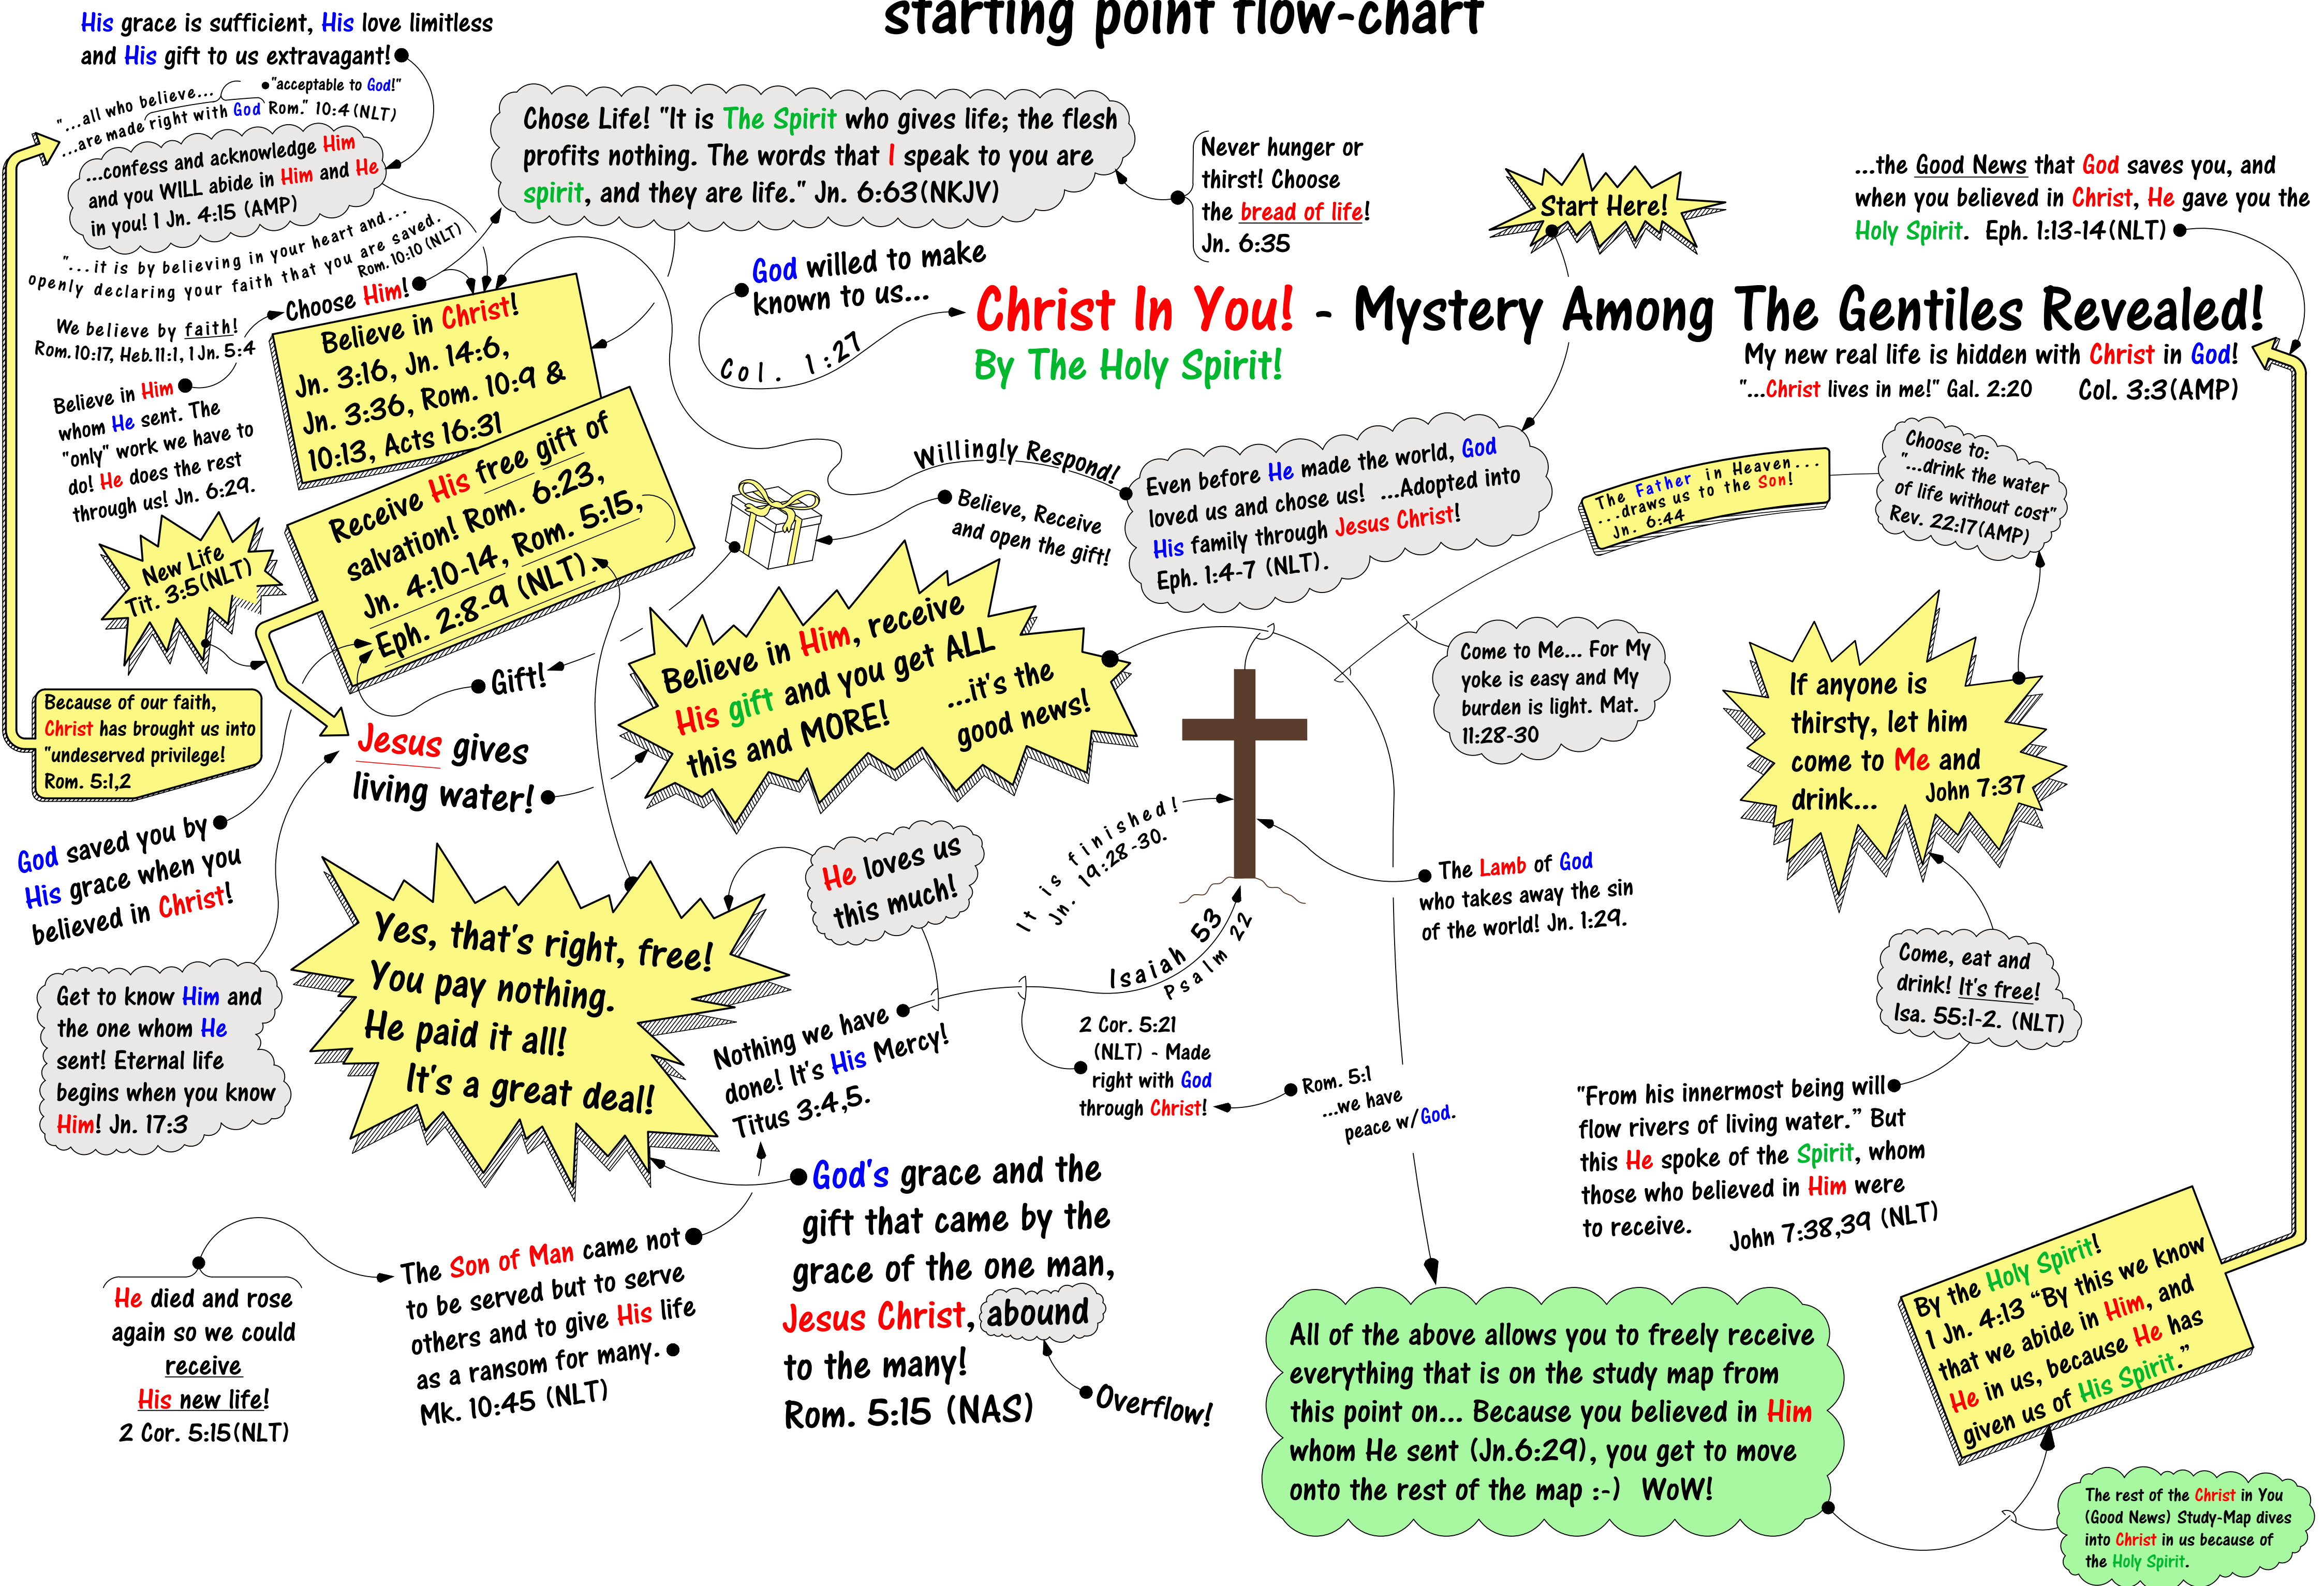 starting point flow-chart
His grace is sufficient, His love limitless
and His gift to us extravagant!
"acceptable to God!"
"...all who believe...
...are made right with God Rom." 10:4(NLT)
...confess and acknowledge Him
and you WILL abide in Him and He
in you! 1 Jn. 4:15 (AMP)
"...it is by believing in your heart and...
openly declaring your faith that you are saved.
Rom. 10:10 (NLT)
Choose Him!
We believe by faith!
Rom. 10:17, Heb. 11:1, 1 Jn. 5:4
Believe in Him
whom He sent. The
"only" work we have to
do! He does the rest
through us! Jn. 6:29.
Believe in Christ!
Jn. 3:16, Jn. 14:6,
Jn. 3:36, Rom. 10:9 &
10:13, Acts 16:31
Receive His free gift of
salvation! Rom. 6:23,
Jn. 4:10-14, Rom. 5:15,
Eph. 2:8-9 (NLT).
New Life
Tit. 3:5(NLT)
Because of our faith,
Christ has brought us into
"undeserved privilege!
Rom. 5:1,2
Gift!
Jesus gives
living water!
God saved you by
His grace when you
believed in Christ!
Get to know Him and
the one whom He
sent! Eternal life
begins when you know
Him! Jn. 17:3
Chose Life! "It is The Spirit who gives life; the flesh
profits nothing. The words that I speak to you are
spirit, and they are life." Jn. 6:63(NKJV)
Never hunger or
thirst! Choose
the bread of life!
Jn. 6:35
Start Here!
...the Good News that God saves you, and
when you believed in Christ, He gave you the
Holy Spirit. Eph. 1:13-14(NLT)
God willed to make
known to us...
Col. 1:27
Christ In You! - Mystery Among The Gentiles Revealed!
By The Holy Spirit!
My new real life is hidden with Christ in God!
"...Christ lives in me!" Gal. 2:20 Col. 3:3(AMP)
Willingly Respond!
Believe, Receive
and open the gift!
Even before He made the world, God
loved us and chose us! ...Adopted into
His family through Jesus Christ!
Eph. 1:4-7 (NLT).
The Father in Heaven...
...draws us to the Son!
Jn. 6:44
Choose to:
"...drink the water
of life without cost"
Rev. 22:17(AMP)
Believe in Him, receive
His gift and you get ALL
this and MORE! ...it's the
good news!
Come to Me... For My
yoke is easy and My
burden is light. Mat.
11:28-30
If anyone is
thirsty, let him
come to Me and
drink... John 7:37
It is finished!
Jn. 19:28-30.
The Lamb of God
who takes away the sin
of the world! Jn. 1:29.
He loves us
this much!
Isaiah 53
Psalm 22
Yes, that's right, free!
You pay nothing.
He paid it all!
It's a great deal!
Nothing we have
done! It's His Mercy!
Titus 3:4,5.
2 Cor. 5:21
(NLT) - Made
right with God
through Christ!
Rom. 5:1
...we have
peace w/God.
Come, eat and
drink! It's free!
Isa. 55:1-2. (NLT)
"From his innermost being will
flow rivers of living water." But
this He spoke of the Spirit, whom
those who believed in Him were
to receive. John 7:38,39 (NLT)
He died and rose
again so we could
receive
His new life!
2 Cor. 5:15(NLT)
The Son of Man came not
to be served but to serve
others and to give His life
as a ransom for many.
Mk. 10:45 (NLT)
God's grace and the
gift that came by the
grace of the one man,
Jesus Christ, abound
to the many!
Rom. 5:15 (NAS)
Overflow!
All of the above allows you to freely receive
everything that is on the study map from
this point on... Because you believed in Him
whom He sent (Jn.6:29), you get to move
onto the rest of the map :-) WoW!
By the Holy Spirit!
1 Jn. 4:13 "By this we know
that we abide in Him, and
He in us, because He has
given us of His Spirit."
The rest of the Christ in You
(Good News) Study-Map dives
into Christ in us because of
the Holy Spirit.